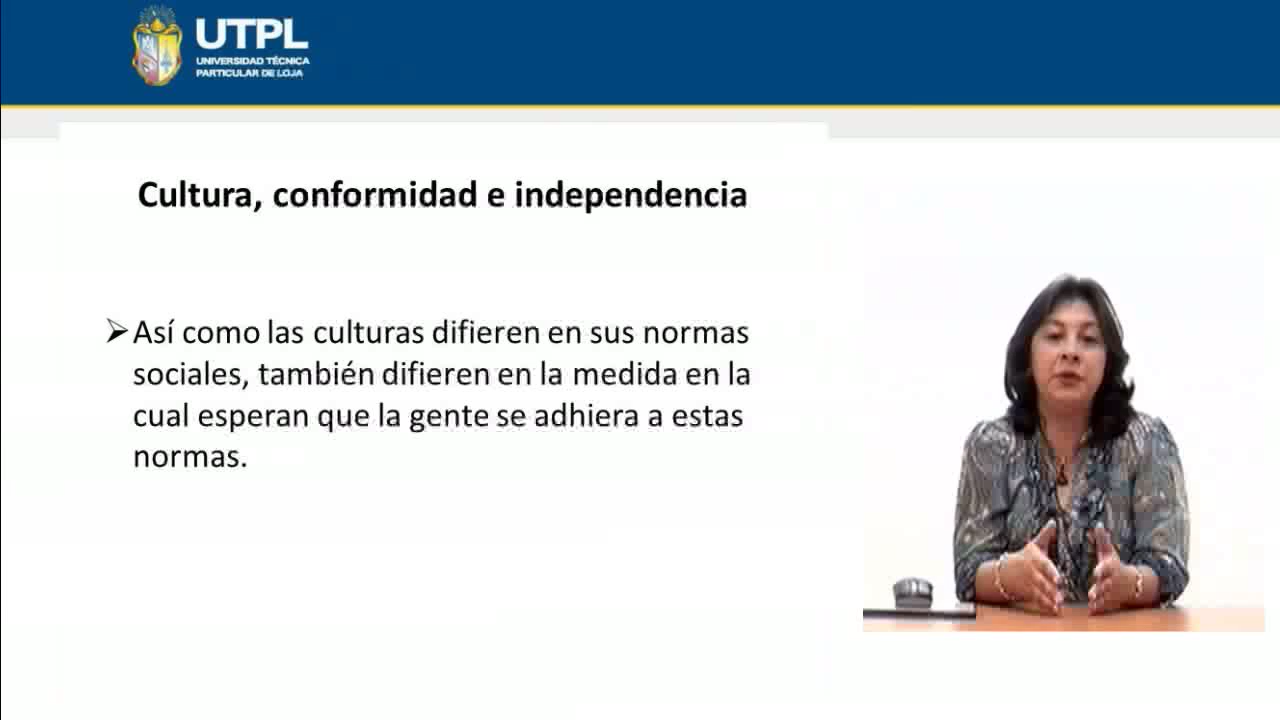 UTPL
UNIVERSIDAD TÉCNICA
PARTICULAR DE LOJA
Cultura, conformidad e independencia
Así como las culturas difieren en sus normas
sociales, también difieren en la medida en la
cual esperan que la gente se adhiera a estas
normas.